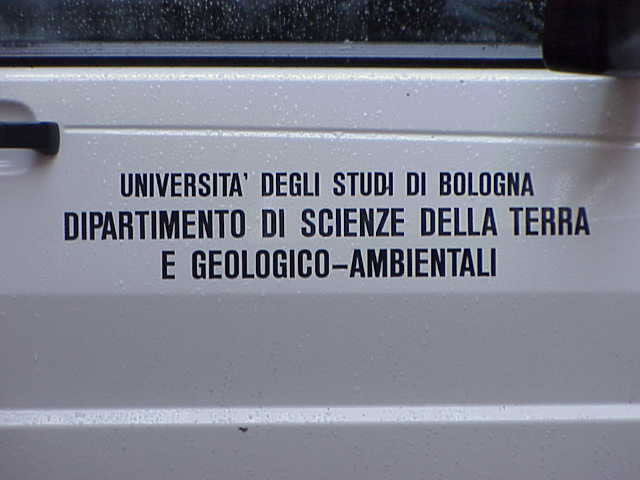 UNIVERSITA' DEGLI STUDI DI BOLOGNA
DIPARTIMENTO DI SCIENZE DELLA TERRA
E GEOLOGICO-AMBIENTALI